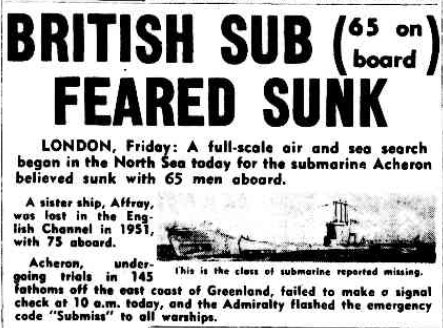 BRITISH SUB (65 on board)
FEARED SUNK
LONDON, Friday: A full-scale air and sea search
began in the North Sea today for the submarine Acheron
believed sunk with 65 men aboard.
A sister ship, Affray,
was lost in the Eng-
lish Channel in 1951,
with 75 aboard.
This is the class of submarine reported missing.
Acheron, under-
going trials in 145
fathoms off the east coast of Greenland, failed to make a signal
check at 10 a.m. today, and the Admiralty flashed the emergency
code "Submiss" to all warships.